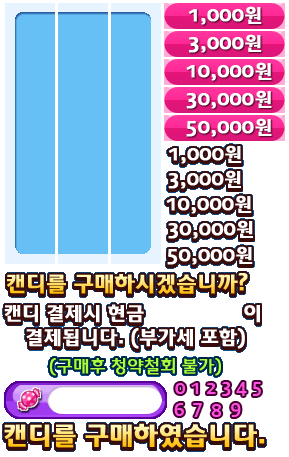 1,000원
3,000원
10,000원
30,000원
50,000원
1,000원
3,000원
10,000원
30,000원
50,000원
캔디를 구매하시겠습니까?
캔디 결제시 현금 이
결제됩니다. (부가세 포함)
(구매후 청약철회 불가)
0 1 2 3 4 5
6 7 8 9
캔디를 구매하였습니다.